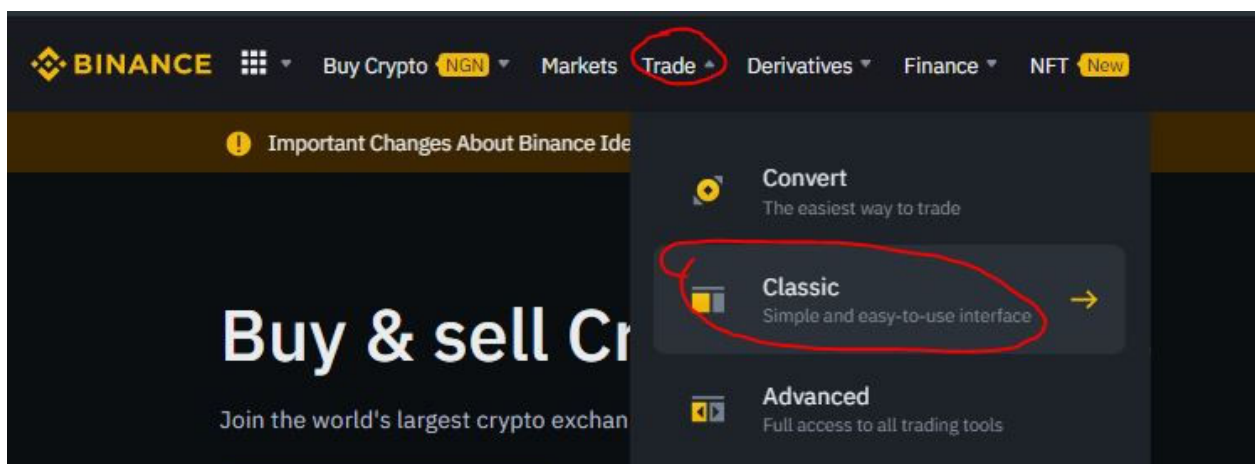 BINANCE Buy Crypto NGN Markets Trade Derivatives Finance NFT New
Important Changes About Binance Ide
Convert
The easiest way to trade
Classic
Simple and easy-to-use interface
Buy & sell Cr
Advanced
Join the world's largest crypto exchan
Full access to all trading tools